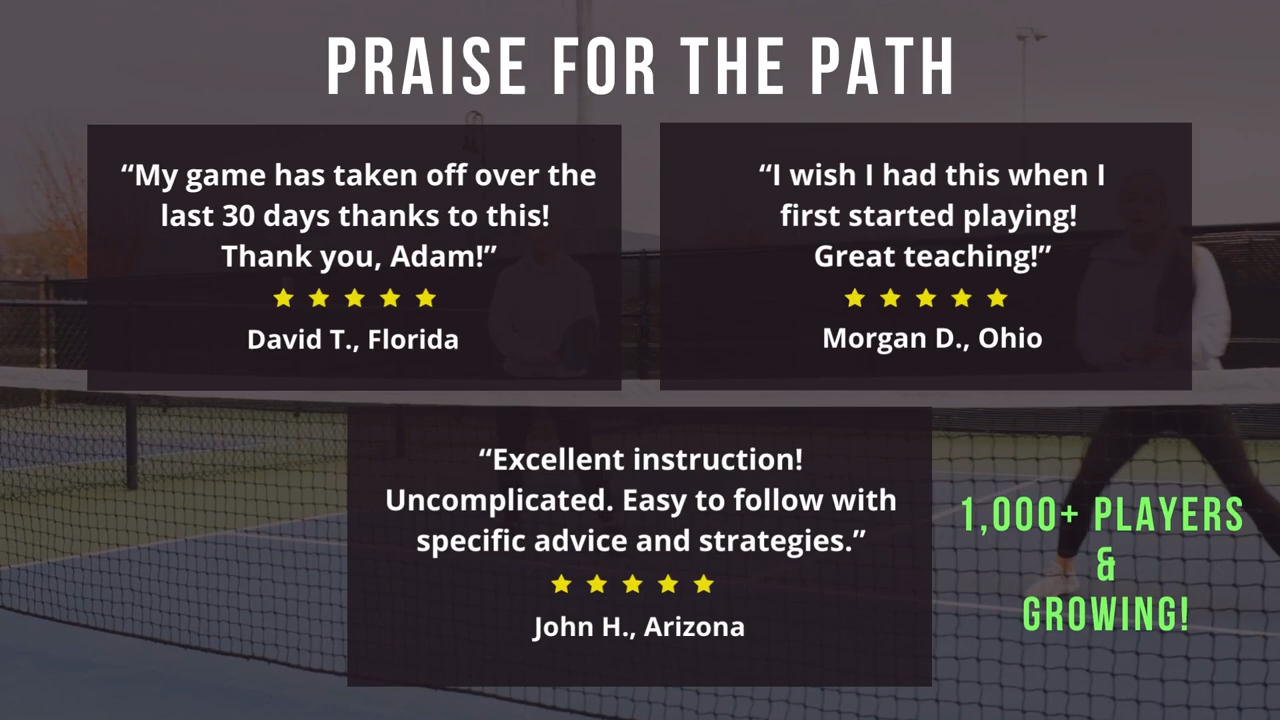 PRAISE FOR THE PATH
“My game has taken off over the
last 30 days thanks to this!
Thank you, Adam!”
★ ★ ★ ★ ★
David T., Florida
“I wish I had this when I
first started playing!
Great teaching!”
★ ★ ★ ★ ★
Morgan D., Ohio
“Excellent instruction!
Uncomplicated. Easy to follow with
specific advice and strategies.”
★ ★ ★ ★ ★
John H., Arizona
1,000+ PLAYERS
&
GROWING!